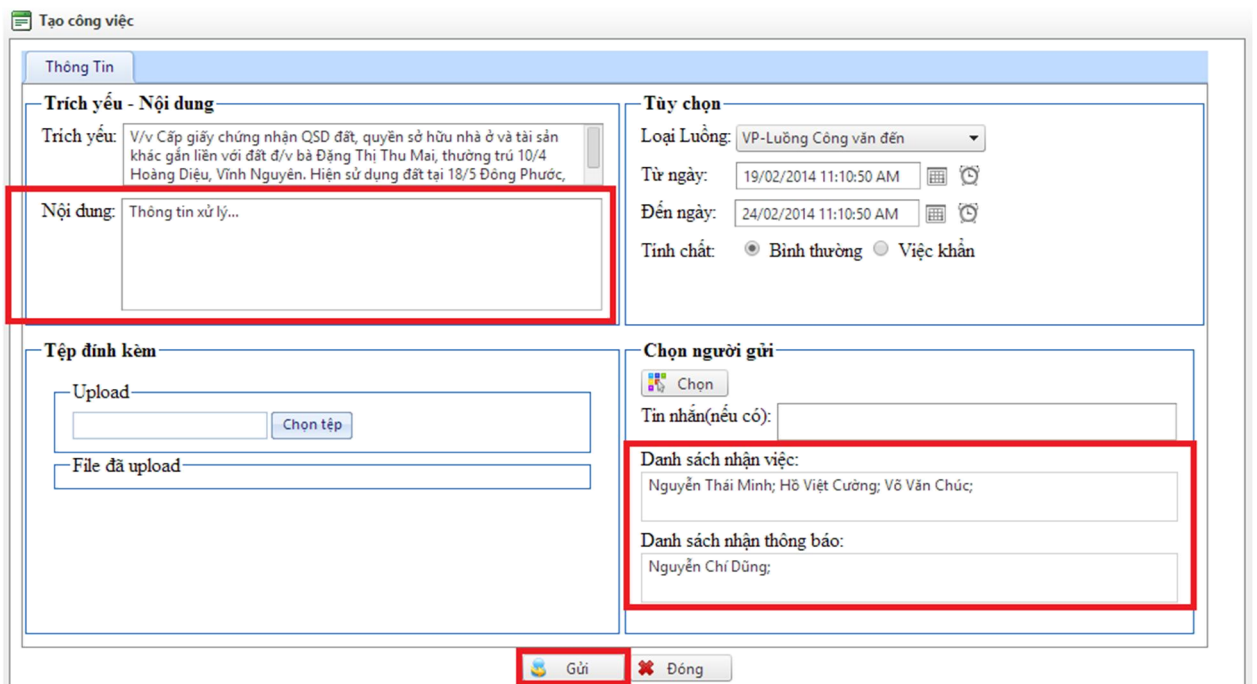 Tạo công việc
Thông Tin
Trích yếu - Nội dung
Trích yếu:
V/v Cấp giấy chứng nhận QSD đất, quyền sở hữu nhà ở và tài sản
khác gắn liền với đất đ/v bà Đặng Thị Thu Mai, thường trú 10/4
Hoàng Diệu, Vĩnh Nguyên. Hiện sử dụng đất tại 18/5 Đông Phước,
Nội dung:
Thông tin xử lý...
Tùy chọn
Loại Luồng: VP-Luồng Công văn đến
Từ ngày: 19/02/2014 11:10:50 AM
Đến ngày: 24/02/2014 11:10:50 AM
Tính chất: Bình thường Việc khẩn
Tệp đính kèm
Upload
Chọn tệp
File đã upload
Chọn người gửi
Chọn
Tin nhắn(nếu có):
Danh sách nhận việc:
Nguyễn Thái Minh; Hồ Việt Cường; Võ Văn Chúc;
Danh sách nhận thông báo:
Nguyễn Chí Dũng;
Gửi
Đóng